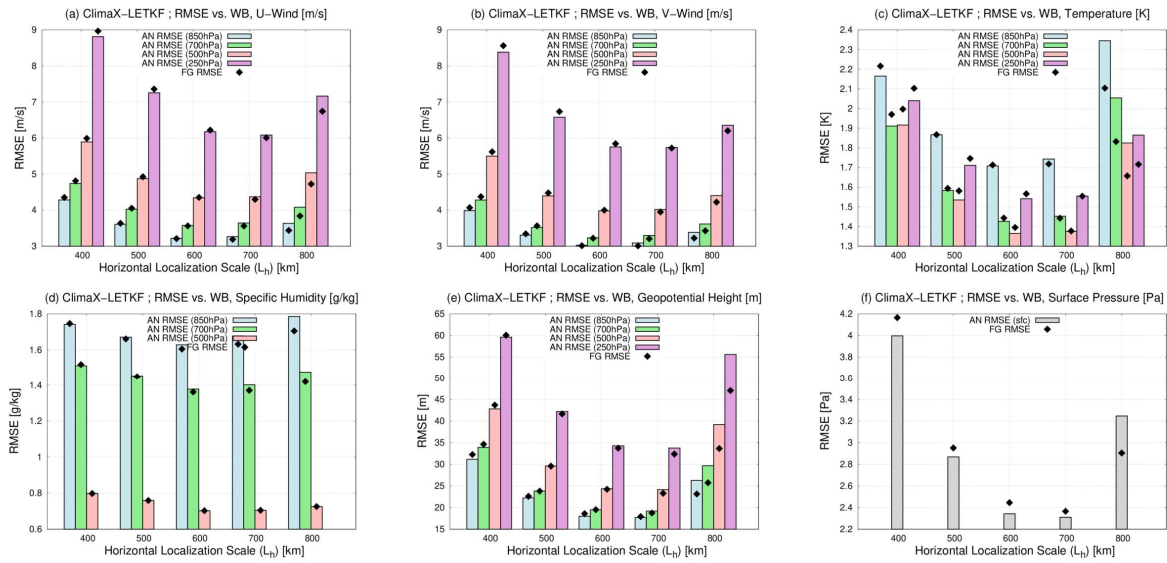 (a) ClimaX−LETKF ; RMSE vs. WB, U−Wind [m/s]
AN RMSE (850hPa)
AN RMSE (700hPa)
AN RMSE (500hPa)
AN RMSE (250hPa)
FG RMSE
RMSE [m/s]
9
8
7
6
5
4
3
400 500 600 700 800
Horizontal Localization Scale (Lh) [km]
(b) ClimaX−LETKF ; RMSE vs. WB, V−Wind [m/s]
AN RMSE (850hPa)
AN RMSE (700hPa)
AN RMSE (500hPa)
AN RMSE (250hPa)
FG RMSE
RMSE [m/s]
9
8
7
6
5
4
3
400 500 600 700 800
Horizontal Localization Scale (Lh) [km]
(c) ClimaX−LETKF ; RMSE vs. WB, Temperature [K]
AN RMSE (850hPa)
AN RMSE (700hPa)
AN RMSE (500hPa)
AN RMSE (250hPa)
FG RMSE
RMSE [K]
2.4
2.3
2.2
2.1
2
1.9
1.8
1.7
1.6
1.5
1.4
1.3
400 500 600 700 800
Horizontal Localization Scale (Lh) [km]
(d) ClimaX−LETKF ; RMSE vs. WB, Specific Humidity [g/kg]
AN RMSE (850hPa)
AN RMSE (700hPa)
AN RMSE (500hPa)
FG RMSE
RMSE [g/kg]
1.8
1.6
1.4
1.2
1
0.8
0.6
400 500 600 700 800
Horizontal Localization Scale (Lh) [km]
(e) ClimaX−LETKF ; RMSE vs. WB, Geopotential Height [m]
AN RMSE (850hPa)
AN RMSE (700hPa)
AN RMSE (500hPa)
AN RMSE (250hPa)
FG RMSE
RMSE [m]
65
60
55
50
45
40
35
30
25
20
15
400 500 600 700 800
Horizontal Localization Scale (Lh) [km]
(f) ClimaX−LETKF ; RMSE vs. WB, Surface Pressure [Pa]
AN RMSE (sfc)
FG RMSE
RMSE [Pa]
4.2
4
3.8
3.6
3.4
3.2
3
2.8
2.6
2.4
2.2
400 500 600 700 800
Horizontal Localization Scale (Lh) [km]